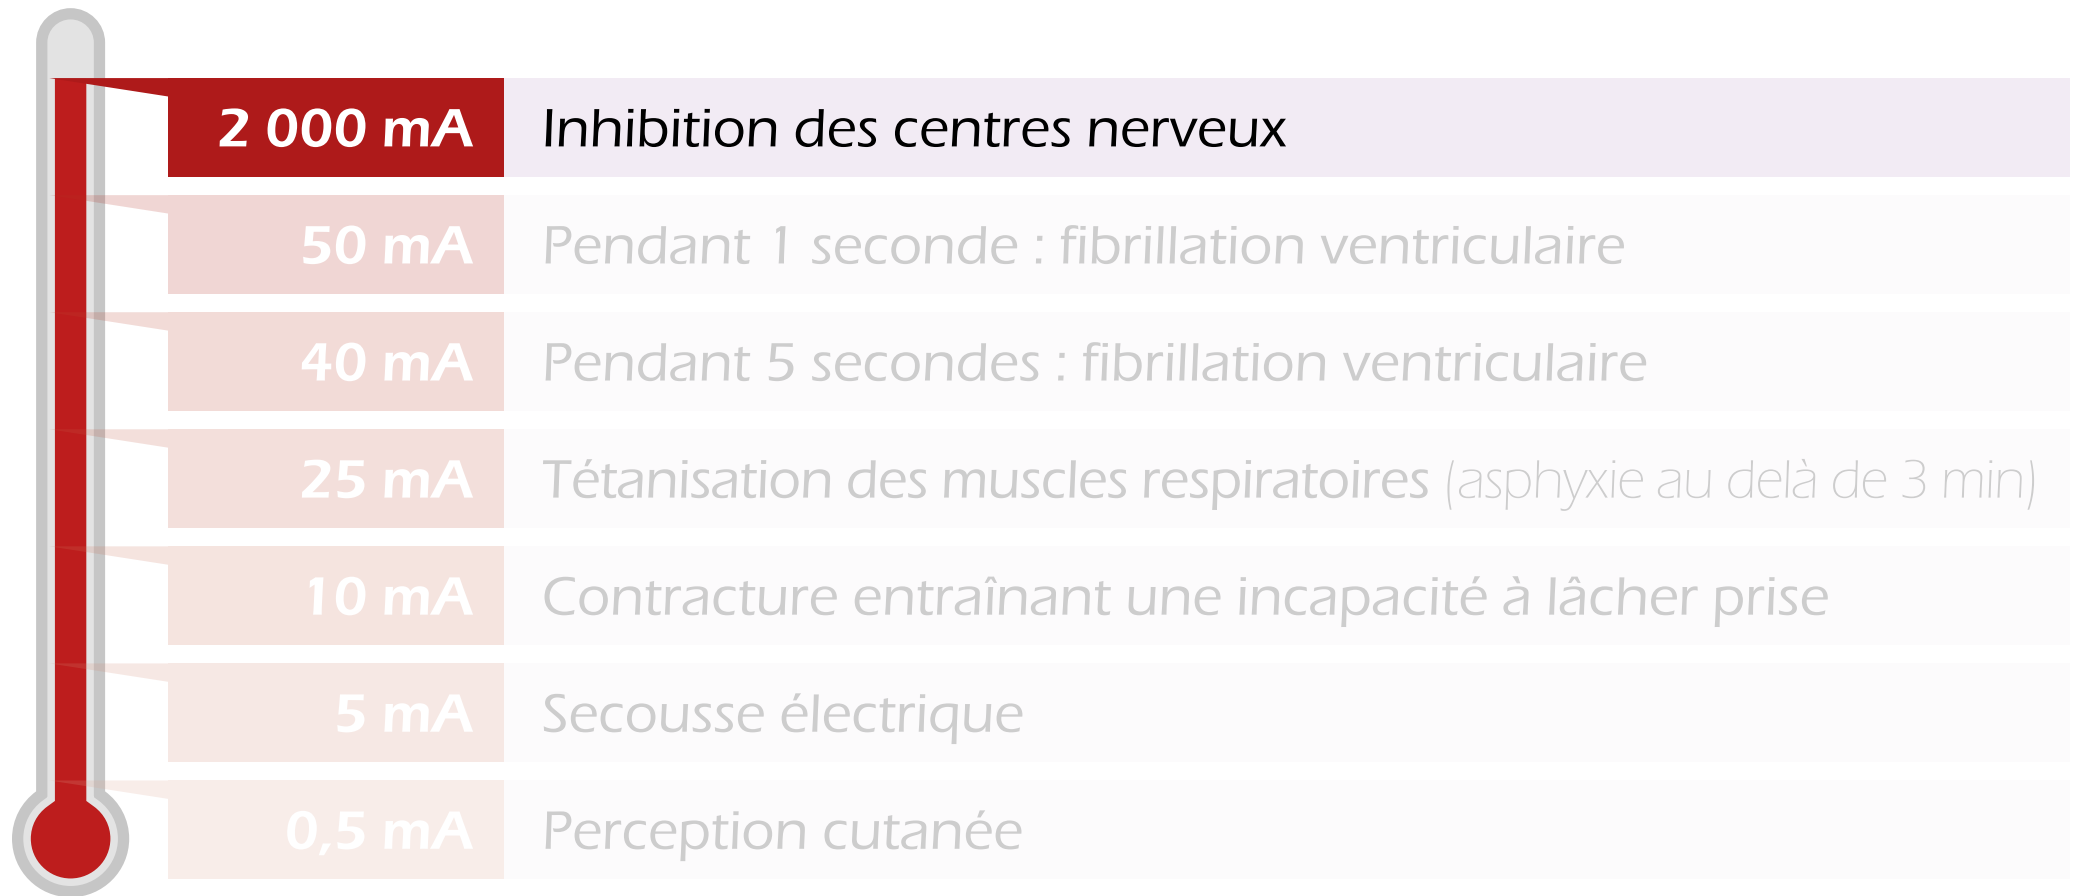 2 000 mA Inhibition des centres nerveux
50 mA Pendant 1 seconde : fibrillation ventriculaire
40 mA Pendant 5 secondes : fibrillation ventriculaire
25 mA Tétanisation des muscles respiratoires (asphyxie au delà de 3 min)
10 mA Contracture entraînant une incapacité à lâcher prise
5 mA Secousse électrique
0,5 mA Perception cutanée